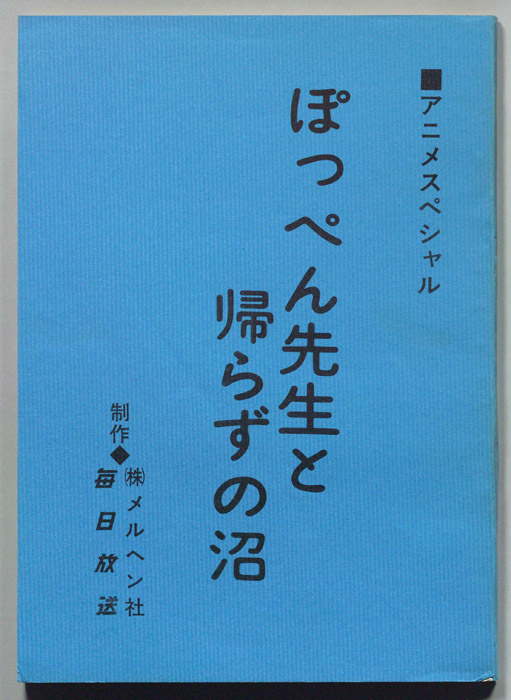 ■アニメスペシャル
ぽっぺん先生と
帰らずの沼
制作◆
㈱メルヘン社
毎日放送